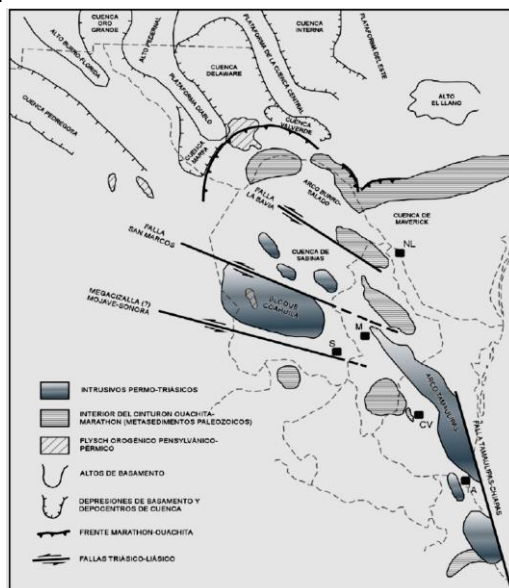 CUENCA
ORO
GRANDE
ALTO BURRO-FLORIDA
ALTO PEDERNAL
CUENCA PEDREGOSA
PLATAFORMA DIABLO
CUENCA
DELAWARE
PLATAFORMA DE LA CUENCA CENTRAL
CUENCA
INTERNA
PLATAFORMA DEL ESTE
ALTO
EL LLANO
CUENCA
VALVERDE
CUENCA
MARFA
ARCO BURRO-
SALADO
FALLA
LA BAVIA
CUENCA DE
MAVERICK
NL
FALLA
SAN MARCOS
CUENCA DE
SABINAS
MEGACIZALLA (?)
MOJAVE-SONORA
BLOQUE
COAHUILA
M
S
ARCO TAMAULIPAS
CV
FALLA TAMAULIPAS-CHIAPAS
INTRUSIVOS PERMO-TRIÁSICOS
INTERIOR DEL CINTURON OUACHITA-
MARATHON (METASEDIMENTOS PALEOZOICOS)
FLYSCH OROGÉNICO PENSYLVÁNICO-
PÉRMICO
ALTOS DE BASAMENTO
DEPRESIONES DE BASAMENTO Y
DEPOCENTROS DE CUENCA
FRENTE MARATHON-OUACHITA
FALLAS TRIÁSICO-LIÁSICO